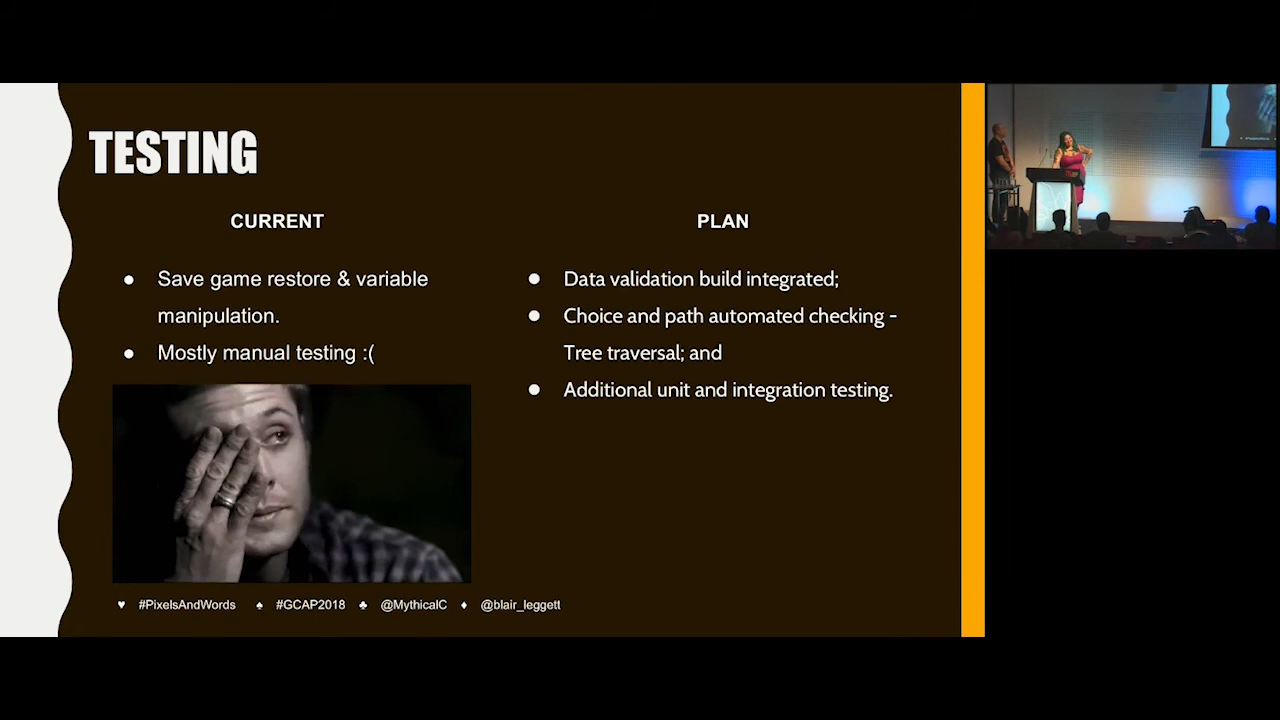 TESTING
CURRENT
● Save game restore & variable
manipulation.
● Mostly manual testing :(
PLAN
● Data validation build integrated;
● Choice and path automated checking -
Tree traversal; and
● Additional unit and integration testing.
♥ #PixelsAndWords ♠ #GCAP2018 ♣ @MythicalC ♦ @blair_leggett